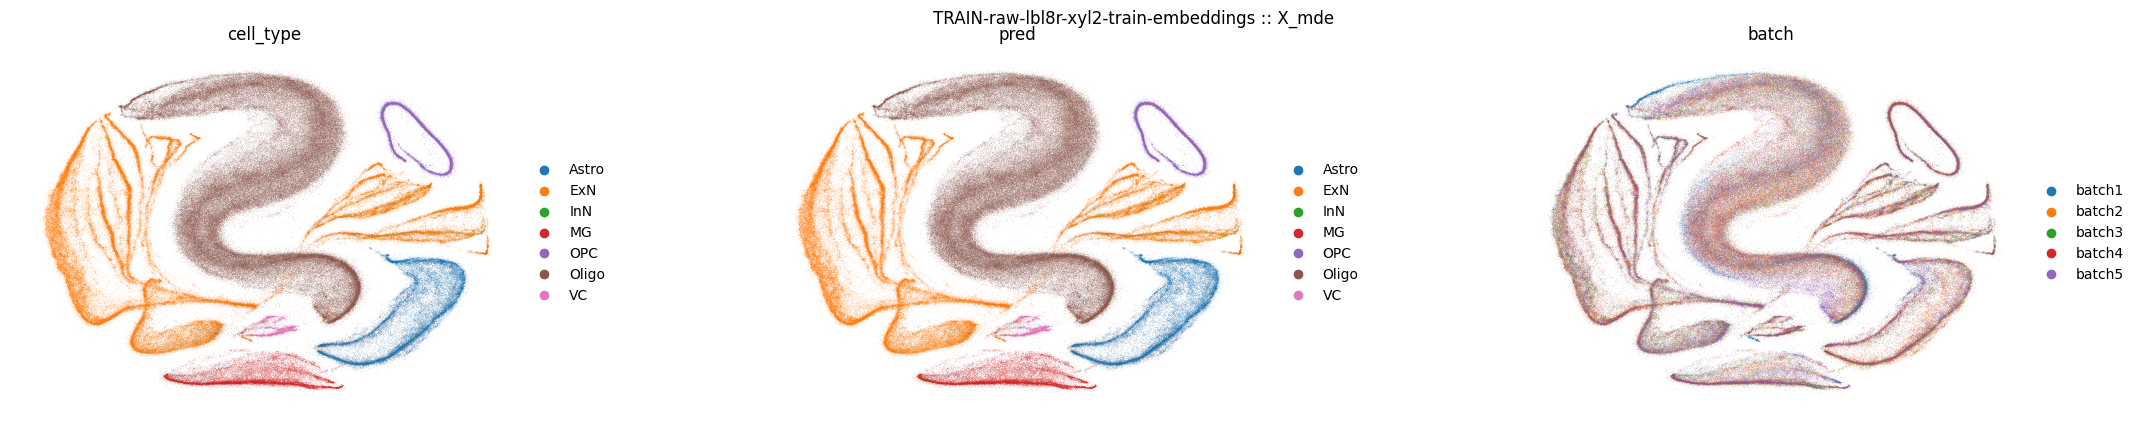 TRAIN-raw-lbl8r-xyl2-train-embeddings :: X_mde
cell_type
Astro
ExN
InN
MG
OPC
Oligo
VC
pred
Astro
ExN
InN
MG
OPC
Oligo
VC
batch
batch1
batch2
batch3
batch4
batch5